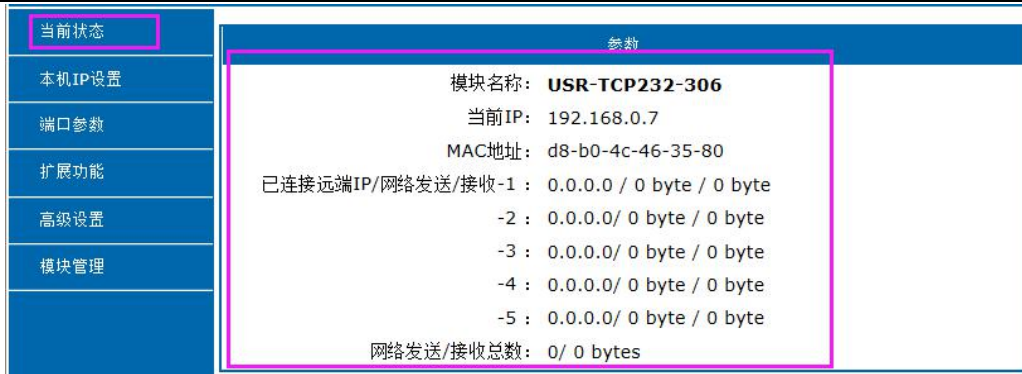 当前状态
本机IP设置
端口参数
扩展功能
高级设置
模块管理
参数
模块名称: USR-TCP232-306
当前IP: 192.168.0.7
MAC地址: d8-b0-4c-46-35-80
已连接远端IP/网络发送/接收-1 : 0.0.0.0 / 0 byte / 0 byte
-2 : 0.0.0.0/ 0 byte / 0 byte
-3 : 0.0.0.0/ 0 byte / 0 byte
-4 : 0.0.0.0/ 0 byte / 0 byte
-5 : 0.0.0.0/ 0 byte / 0 byte
网络发送/接收总数: 0/ 0 bytes